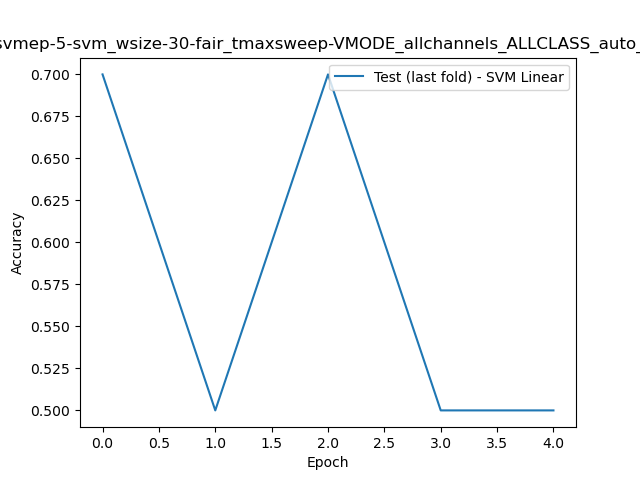 svmep-5-svm_wsize-30-fair_tmaxsweep-VMODE_allchannels_ALLCLASS_auto_
Test (last fold) - SVM Linear
0.700
0.675
0.650
0.625
0.600
0.575
0.550
0.525
0.500
Accuracy
0.0 0.5 1.0 1.5 2.0 2.5 3.0 3.5 4.0
Epoch